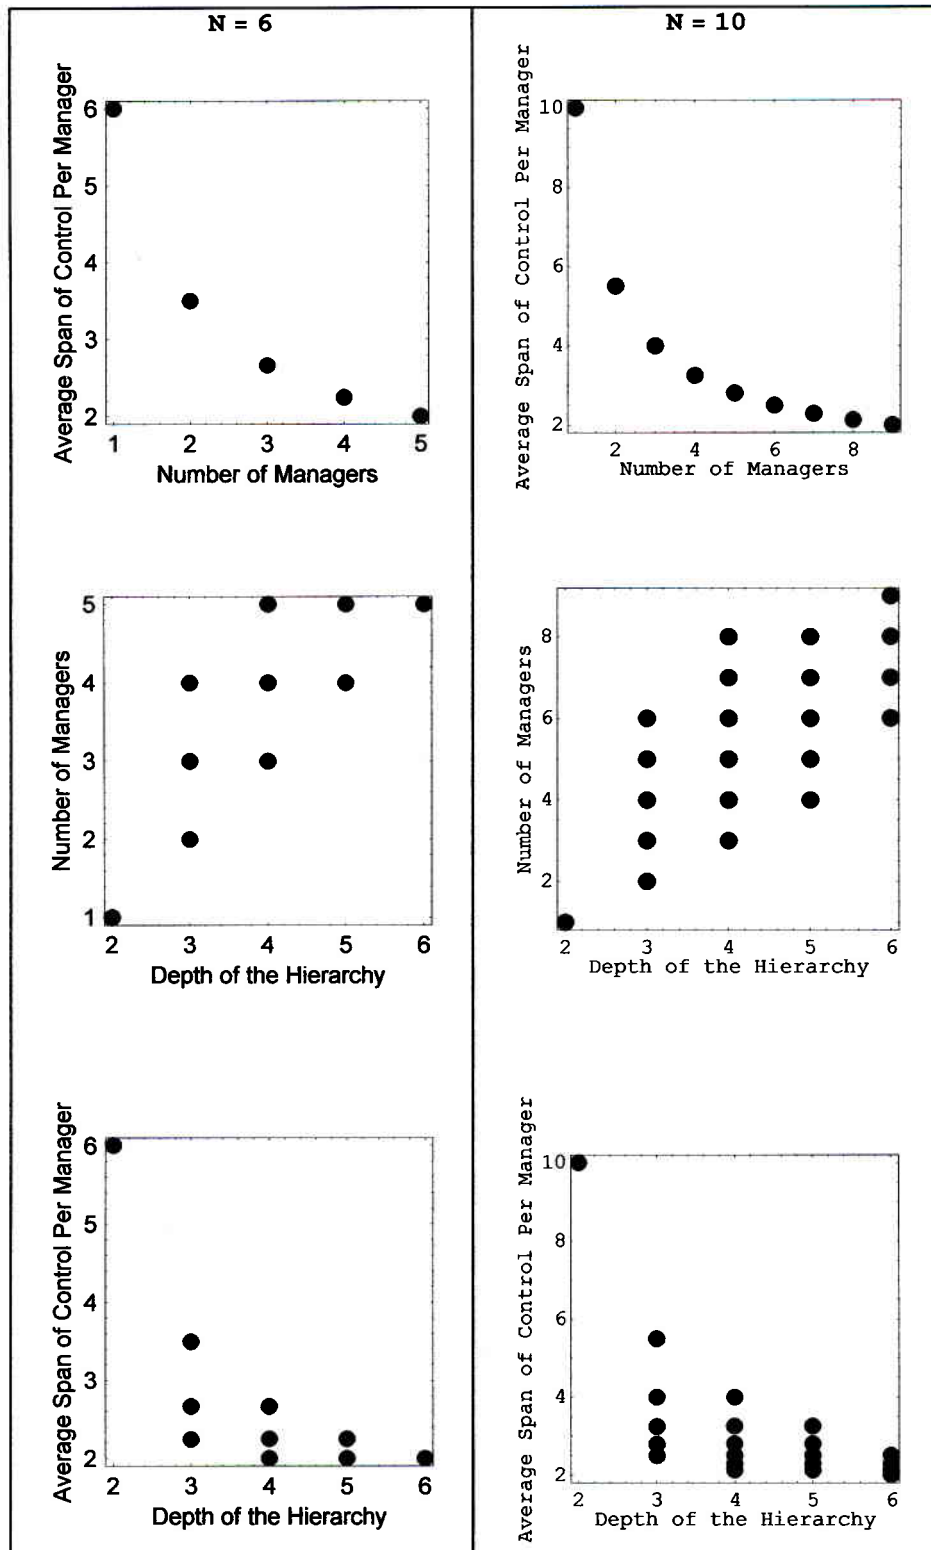 N = 6
Average Span of Control Per Manager
6
5
4
3
2
1 2 3 4 5
Number of Managers
Number of Managers
5
4
3
2
1
2 3 4 5 6
Depth of the Hierarchy
Average Span of Control Per Manager
6
5
4
3
2
2 3 4 5 6
Depth of the Hierarchy
N = 10
Average Span of Control Per Manager
10
8
6
4
2
2 4 6 8
Number of Managers
Number of Managers
8
6
4
2
2 3 4 5 6
Depth of the Hierarchy
Average Span of Control Per Manager
10
8
6
4
2
2 3 4 5 6
Depth of the Hierarchy